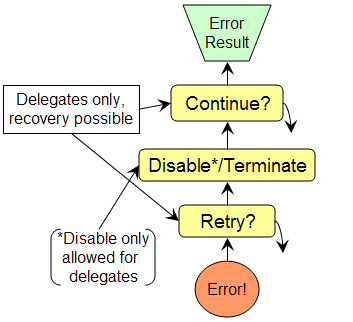 Error
Result
Delegates only,
recovery possible
Continue?
Disable*/Terminate
Retry?
*Disable only
allowed for
delegates
Error!